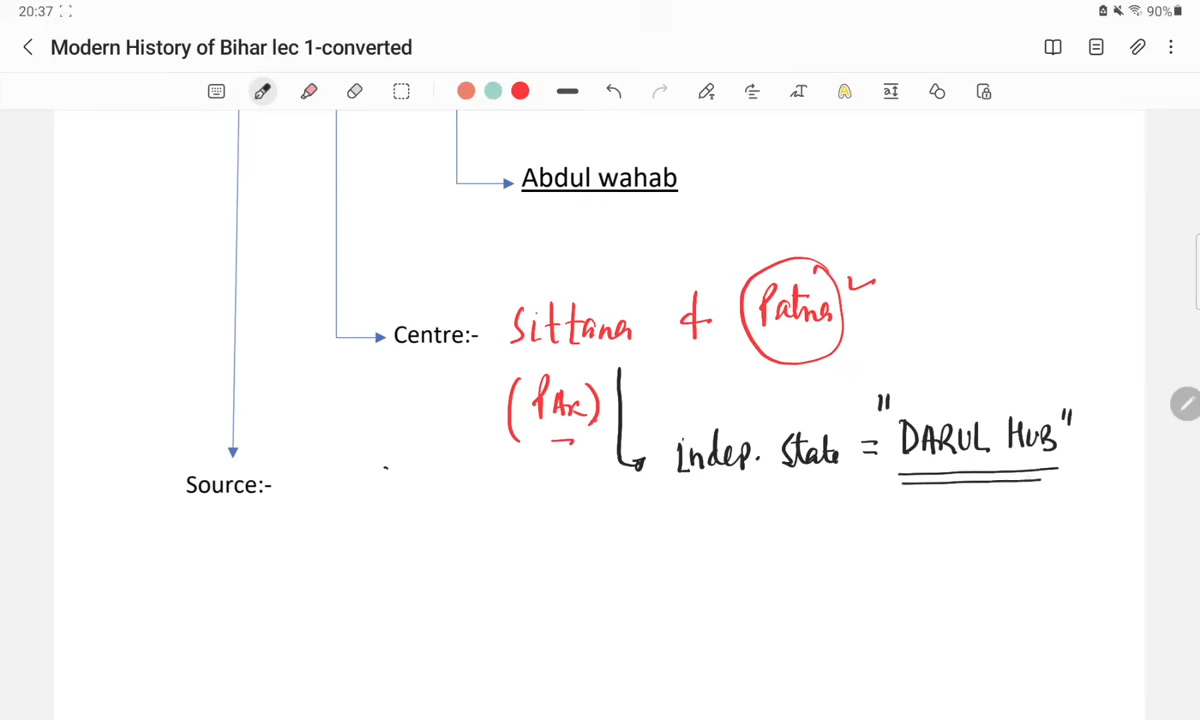 20:37 90%
Modern History of Bihar lec 1-converted
Abdul wahab
Centre:- Sittana & Patna
(PAK)
indep. State = "DARUL HUB"
Source:-